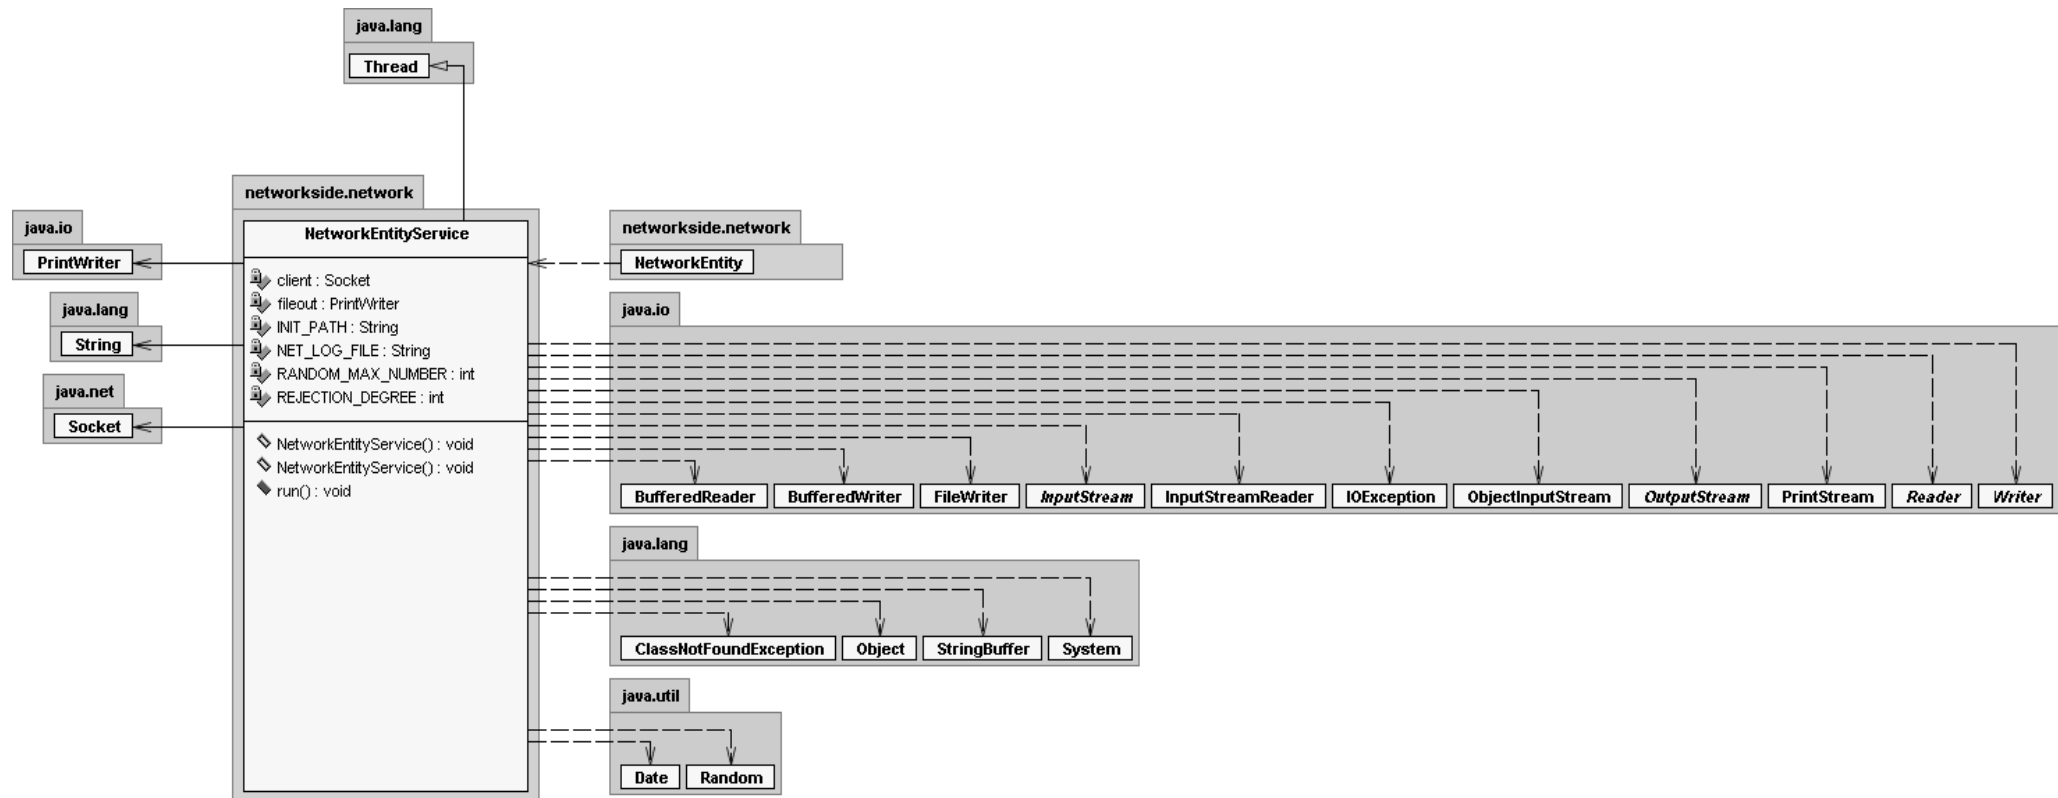 java.lang
Thread
networkside.network
NetworkEntityService
client : Socket
fileout : PrintWriter
INIT_PATH : String
NET_LOG_FILE : String
RANDOM_MAX_NUMBER : int
REJECTION_DEGREE : int
NetworkEntityService() : void
NetworkEntityService() : void
run() : void
java.io
PrintWriter
java.lang
String
java.net
Socket
networkside.network
NetworkEntity
java.io
BufferedReader BufferedWriter FileWriter InputStream InputStreamReader IOException ObjectInputStream OutputStream PrintStream Reader Writer
java.lang
ClassNotFoundException Object StringBuffer System
java.util
Date Random